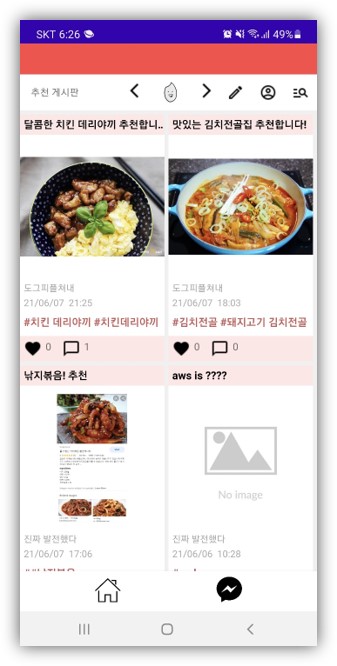 SKT 6:26 49%
추천 게시판
달콤한 치킨 데리야끼 추천합니..
맛있는 김치전골집 추천합니다!
도그피플처내
21/06/07 21:25
#치킨 데리야끼 #치킨데리야끼
0 1
도그피플처내
21/06/07 18:03
#김치전골 #돼지고기 김치전골
0 0
낚지볶음! 추천
aws is ????
No image
진짜 발전했다
21/06/07 17:06
진짜 발전했다
21/06/06 10:28